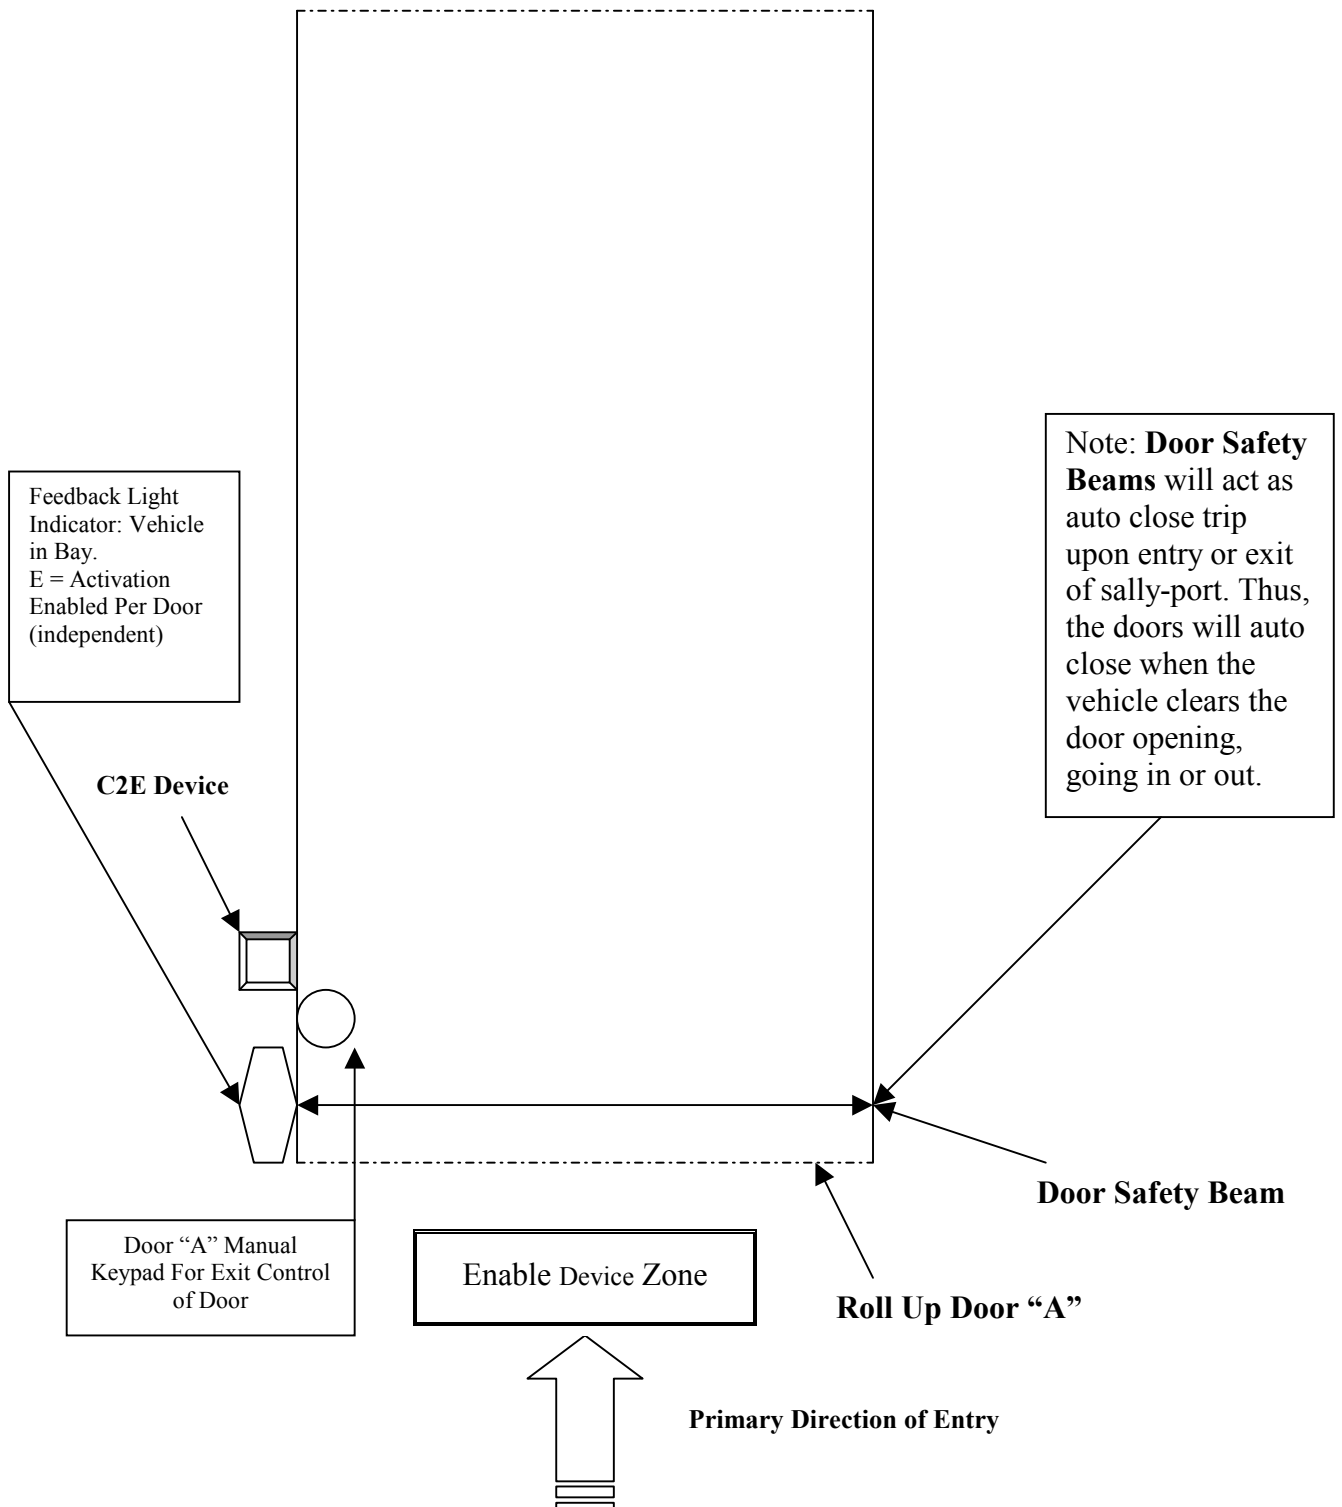 Note: Door Safety
Beams will act as
auto close trip
upon entry or exit
of sally-port. Thus,
the doors will auto
close when the
vehicle clears the
door opening,
going in or out.
Feedback Light
Indicator: Vehicle
in Bay.
E = Activation
Enabled Per Door
(independent)
C2E Device
Door Safety Beam
Door “A” Manual
Keypad For Exit Control
of Door
Enable Device Zone
Roll Up Door “A”
Primary Direction of Entry